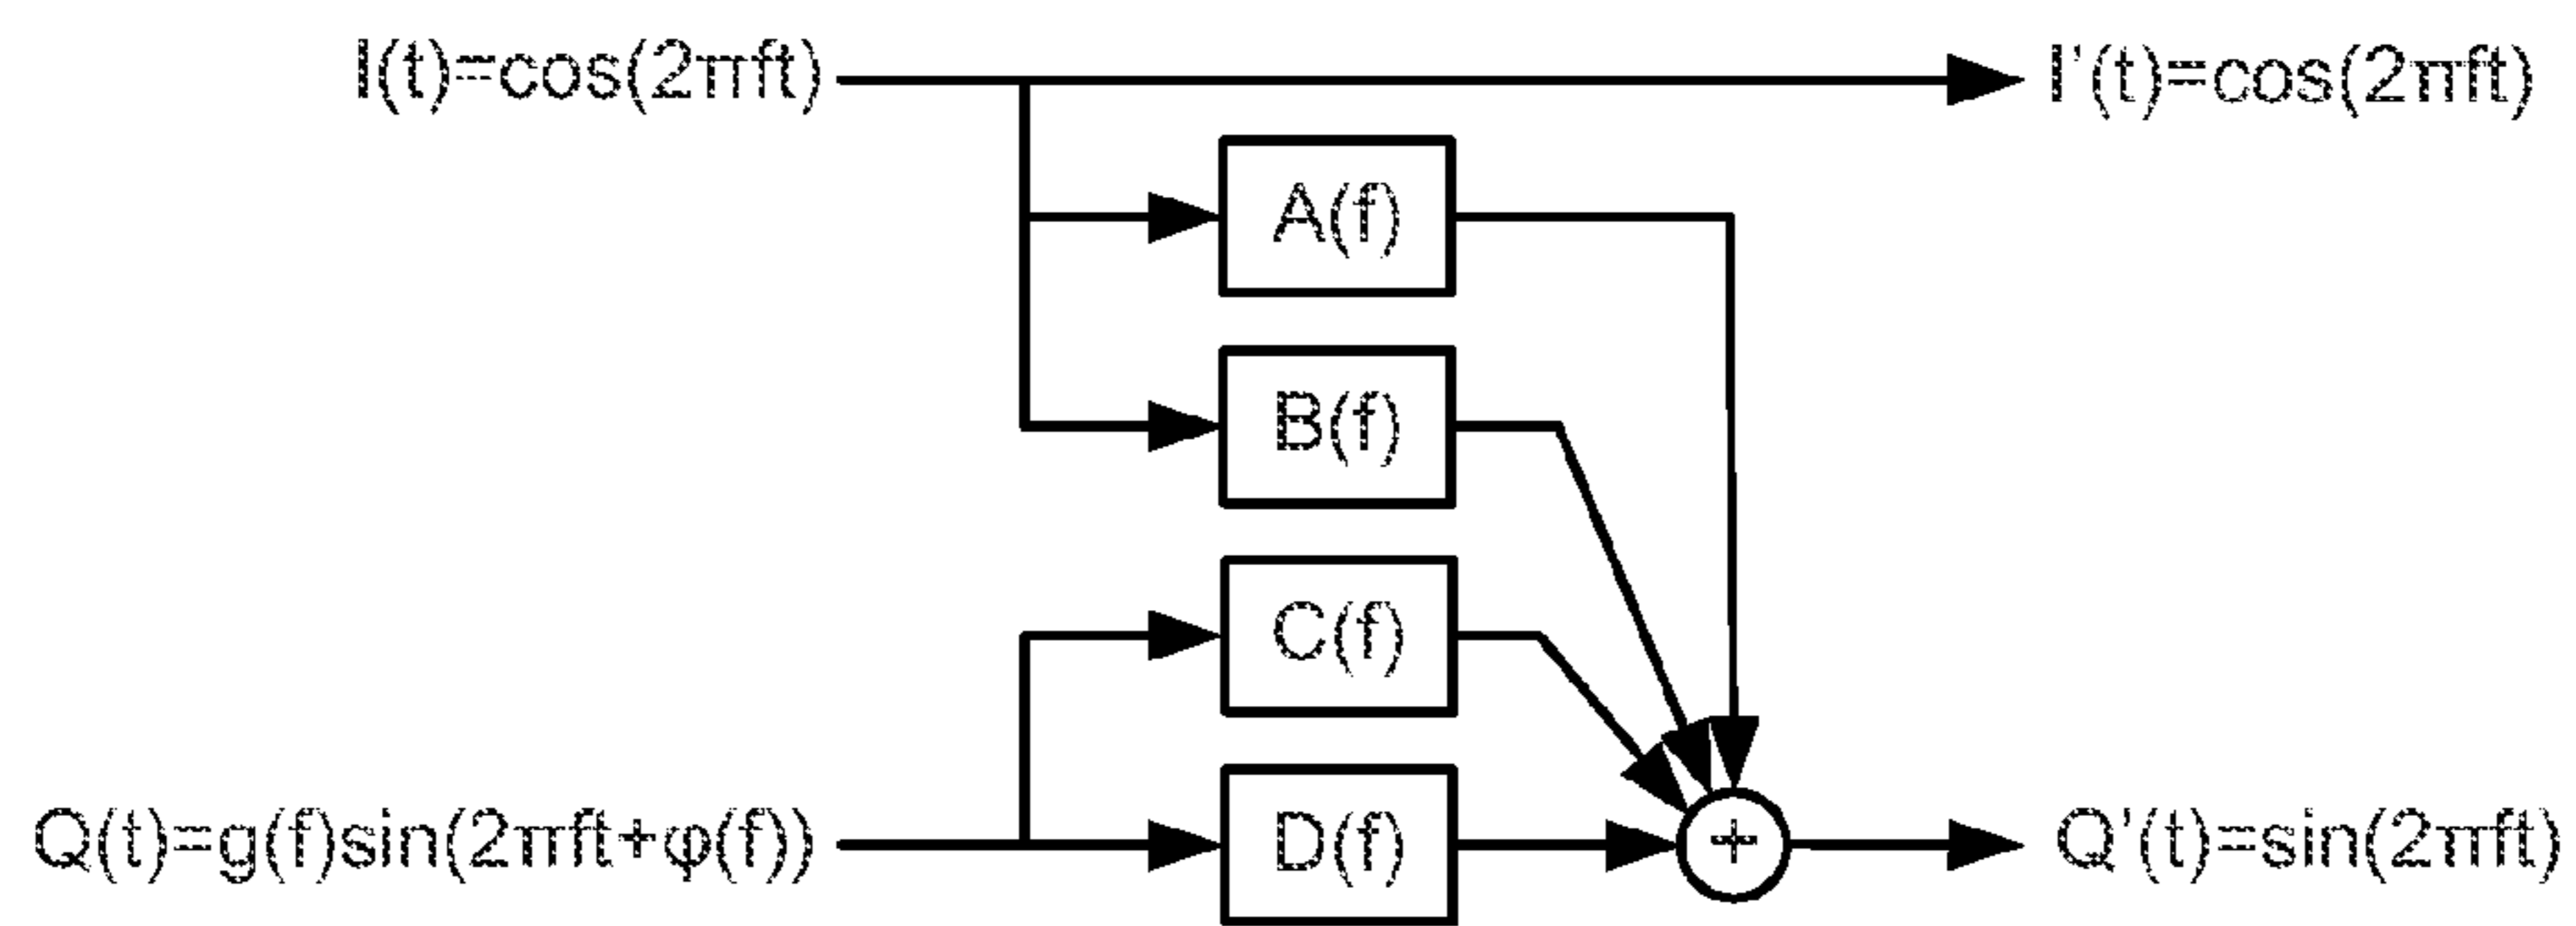 I(t)=cos(2πft)
I'(t)=cos(2πft)
A(f)
B(f)
C(f)
D(f)
Q(t)=g(f)sin(2πft+φ(f))
+
Q'(t)=sin(2πft)